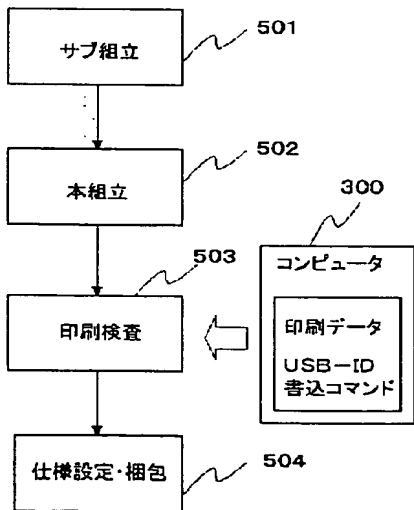 501
サブ組立
502
本組立
300
503
コンピュータ
印刷検査
印刷データ
USB−ID
書込コマンド
仕様設定・梱包
504